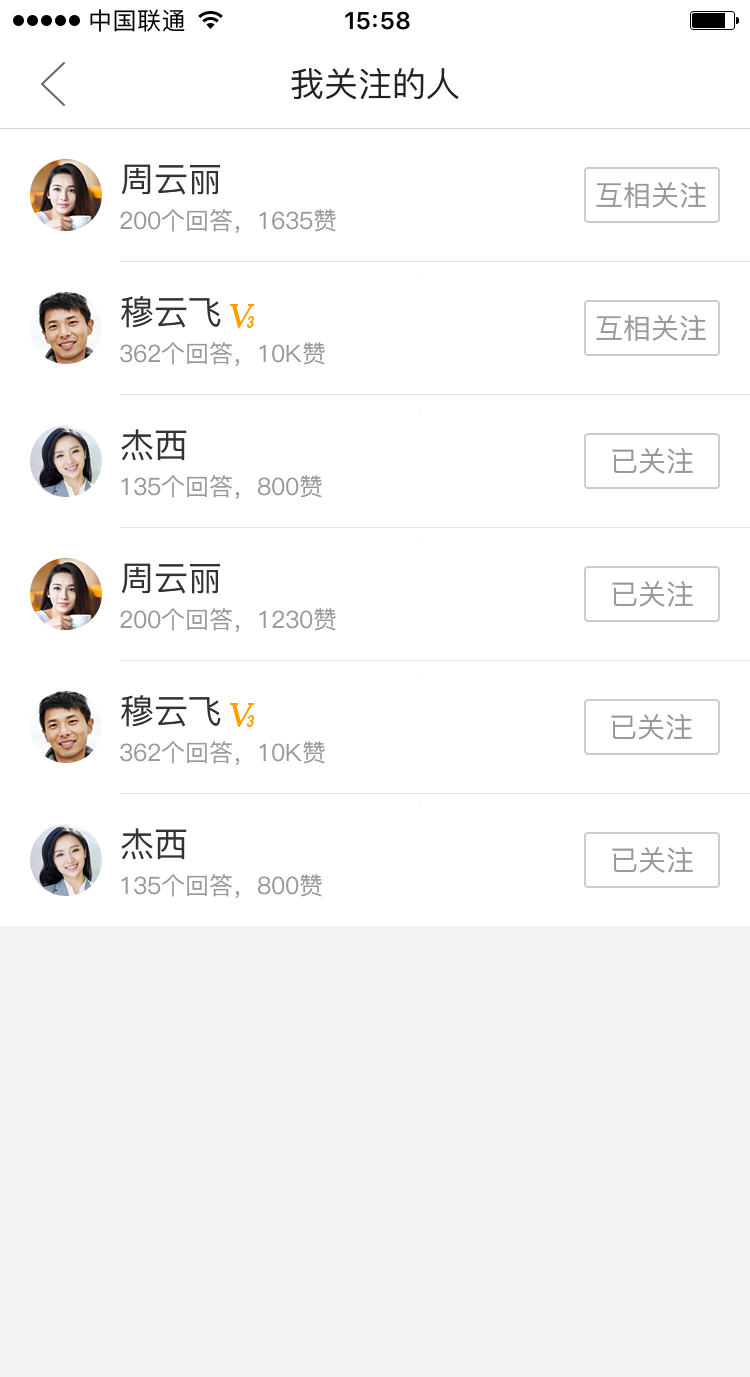 中国联通
15:58
我关注的人
周云丽
200个回答，1635赞
互相关注
穆云飞 V3
362个回答，10K赞
互相关注
杰西
135个回答，800赞
已关注
周云丽
200个回答，1230赞
已关注
穆云飞 V3
362个回答，10K赞
已关注
杰西
135个回答，800赞
已关注